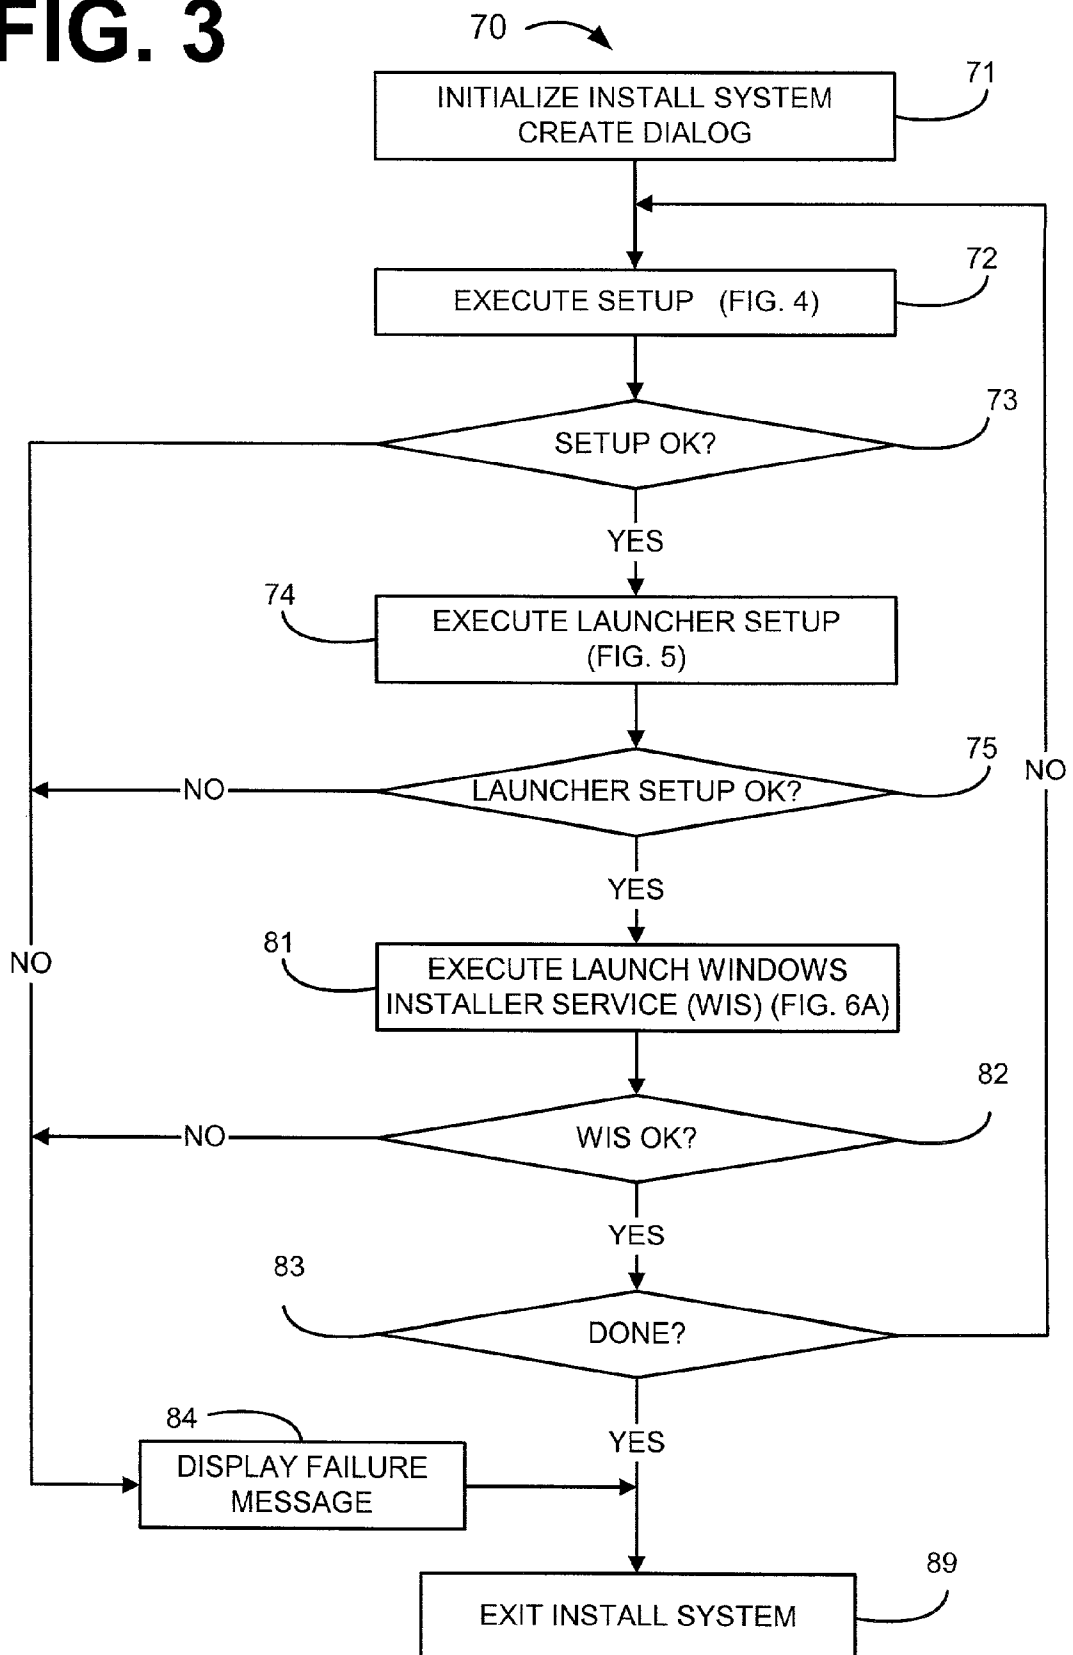 FIG. 3
70
71
INITIALIZE INSTALL SYSTEM
CREATE DIALOG
72
EXECUTE SETUP (FIG. 4)
73
SETUP OK?
YES
74
EXECUTE LAUNCHER SETUP
(FIG. 5)
75
NO
LAUNCHER SETUP OK?
NO
YES
81
NO
EXECUTE LAUNCH WINDOWS
INSTALLER SERVICE (WIS) (FIG. 6A)
82
NO
WIS OK?
YES
83
DONE?
84
YES
DISPLAY FAILURE
MESSAGE
89
EXIT INSTALL SYSTEM